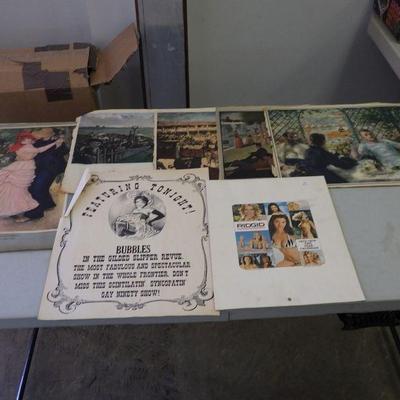 FEATURING TONIGHT!
BUBBLES
IN THE GILDED SLIPPER REVUE.
THE MOST FABULOUS AND SPECTACULAR
SHOW IN THE WHOLE FRONTIER. DON'T
MISS THIS SCINTILATIN' SYNCOPATIN'
GAY NINETY SHOW!
RIDGID